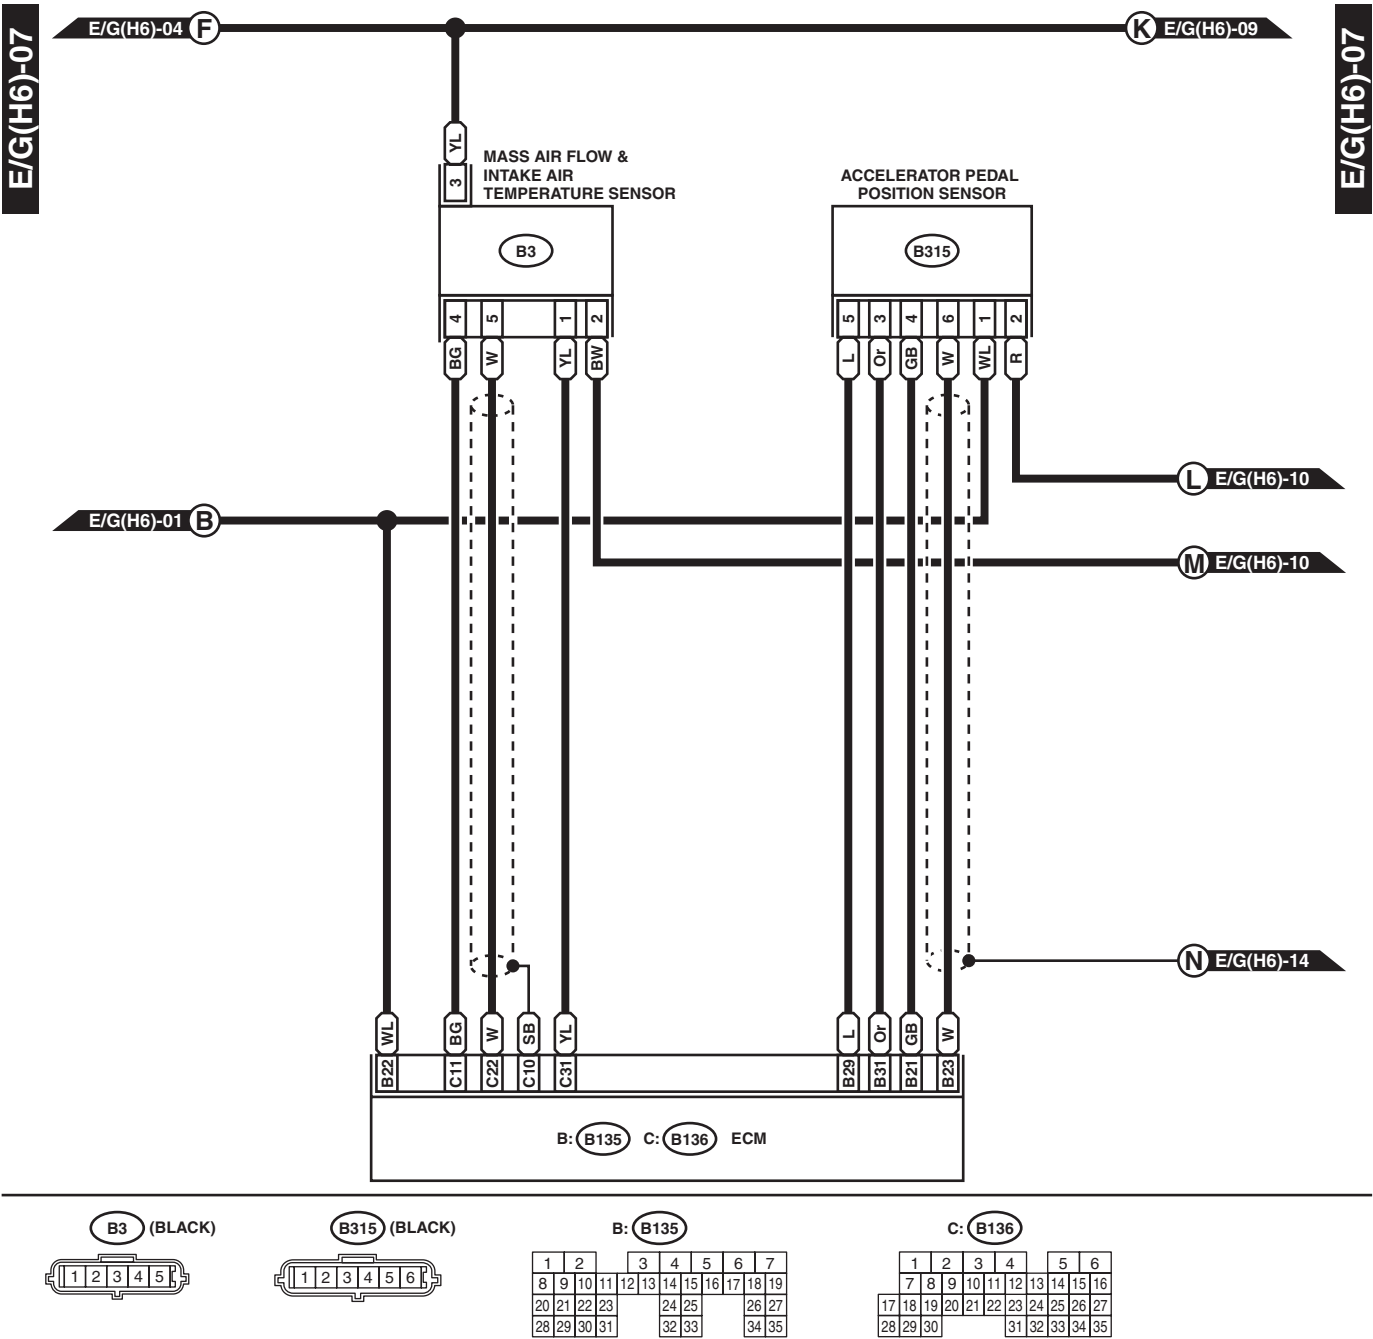 E/G(H6)-07
E/G(H6)-04 F
K E/G(H6)-09
E/G(H6)-07
YL
3
MASS AIR FLOW &
INTAKE AIR
TEMPERATURE SENSOR
ACCELERATOR PEDAL
POSITION SENSOR
B3
B315
4 5 1 2
5 3 4 6 1 2
BG W YL BW
L Or GB W WL R
L E/G(H6)-10
E/G(H6)-01 B
M E/G(H6)-10
N E/G(H6)-14
WL BG W SB YL
L Or GB W
B22 C11 C22 C10 C31
B29 B31 B21 B23
B: B135 C: B136 ECM
B3 (BLACK)
1 2 3 4 5
B315 (BLACK)
1 2 3 4 5 6
B: B135
1 2 3 4 5 6 7
8 9 10 11 12 13 14 15 16 17 18 19
20 21 22 23 24 25 26 27
28 29 30 31 32 33 34 35
C: B136
1 2 3 4 5 6
7 8 9 10 11 12 13 14 15 16
17 18 19 20 21 22 23 24 25 26 27
28 29 30 31 32 33 34 35